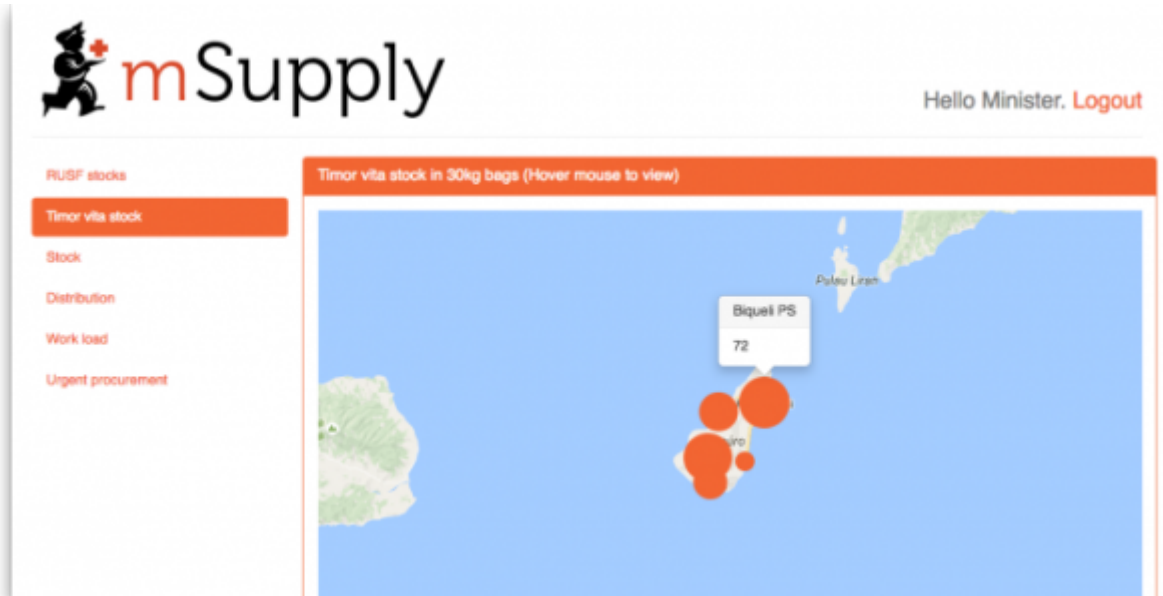 mSupply
Hello Minister. Logout
RUSF stocks
Timor vita stock
Stock
Distribution
Work load
Urgent procurement
Timor vita stock in 30kg bags (Hover mouse to view)
Pulau Liran
Biqueli PS
72